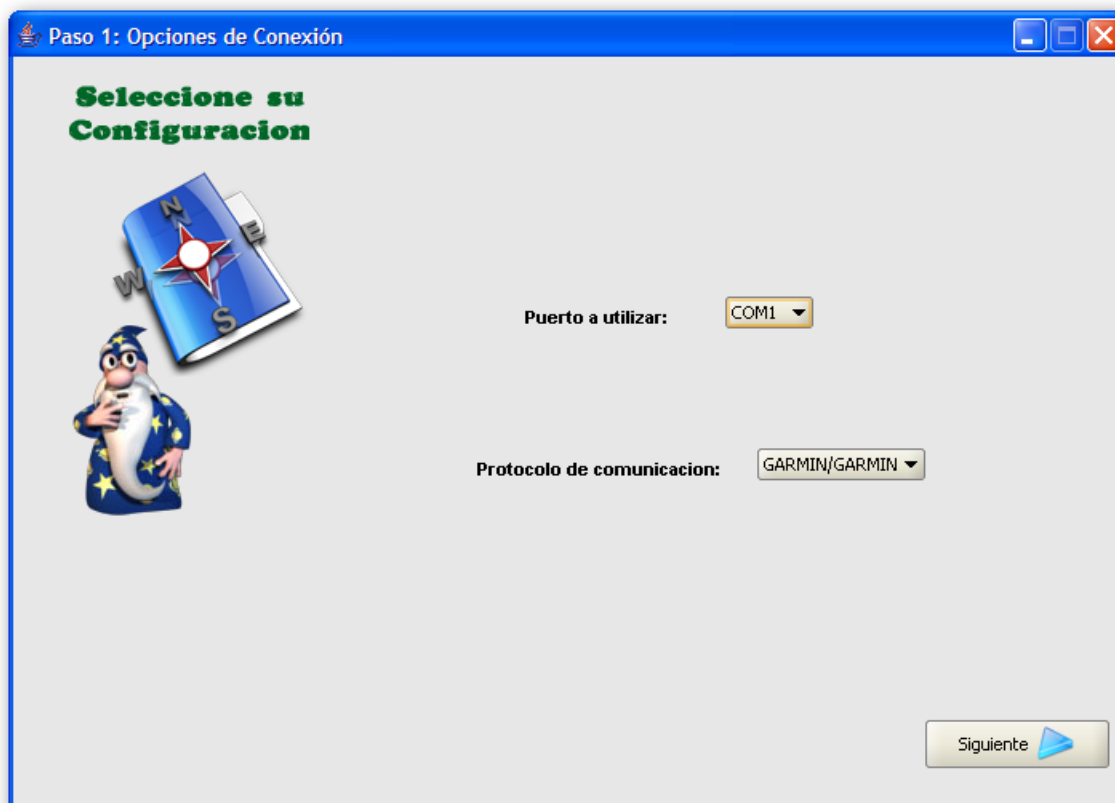 Paso 1: Opciones de Conexión
Seleccione su
Configuracion
N
N
E
W
S
Puerto a utilizar:
COM1
Protocolo de comunicacion:
GARMIN/GARMIN
Siguiente